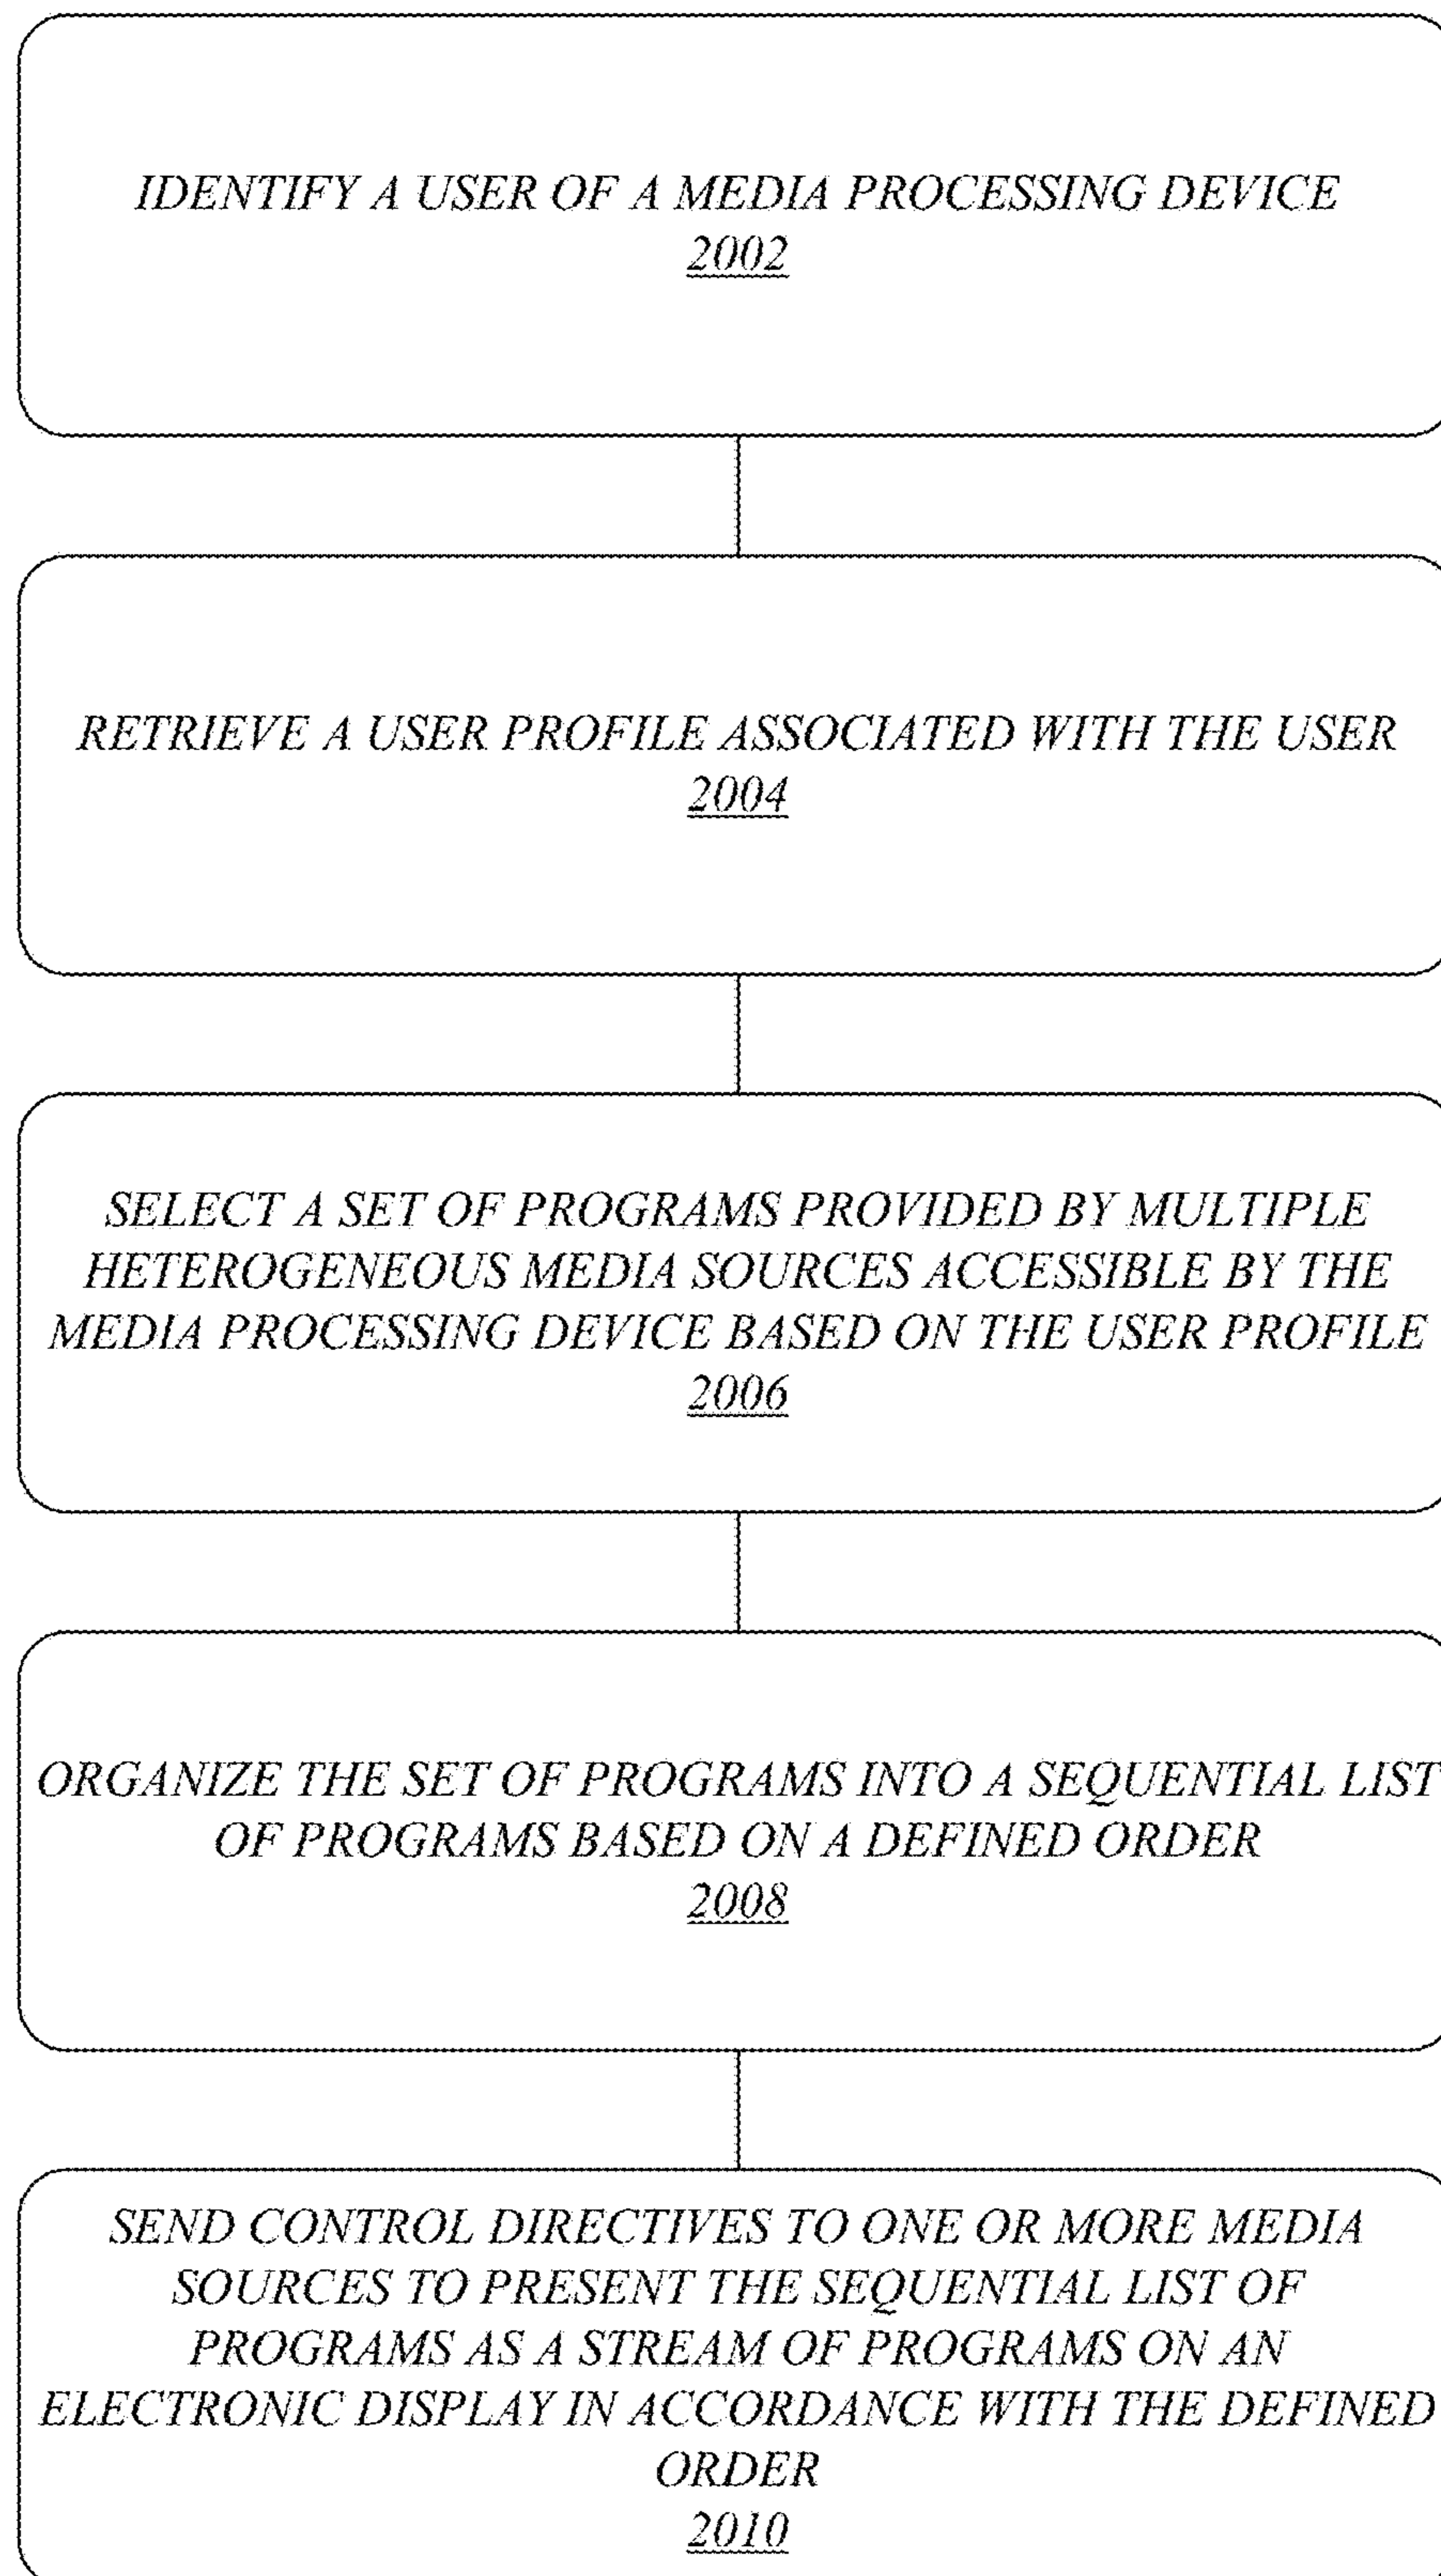 IDENTIFY A USER OF A MEDIA PROCESSING DEVICE
2002
RETRIEVE A USER PROFILE ASSOCIATED WITH THE USER
2004
SELECT A SET OF PROGRAMS PROVIDED BY MULTIPLE
HETEROGENEOUS MEDIA SOURCES ACCESSIBLE BY THE
MEDIA PROCESSING DEVICE BASED ON THE USER PROFILE
2006
ORGANIZE THE SET OF PROGRAMS INTO A SEQUENTIAL LIST
OF PROGRAMS BASED ON A DEFINED ORDER
2008
SEND CONTROL DIRECTIVES TO ONE OR MORE MEDIA
SOURCES TO PRESENT THE SEQUENTIAL LIST OF
PROGRAMS AS A STREAM OF PROGRAMS ON AN
ELECTRONIC DISPLAY IN ACCORDANCE WITH THE DEFINED
ORDER
2010